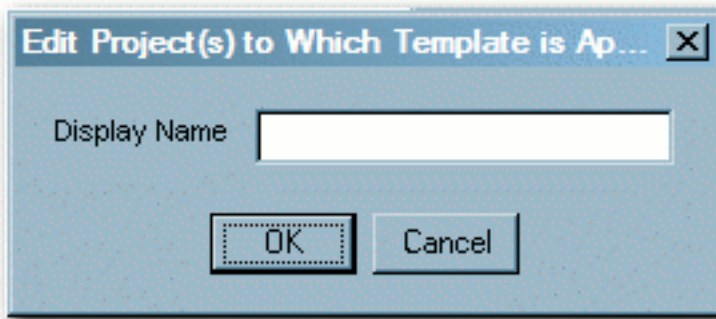 Edit Project(s) to Which Template is Ap...
Display Name
OK Cancel